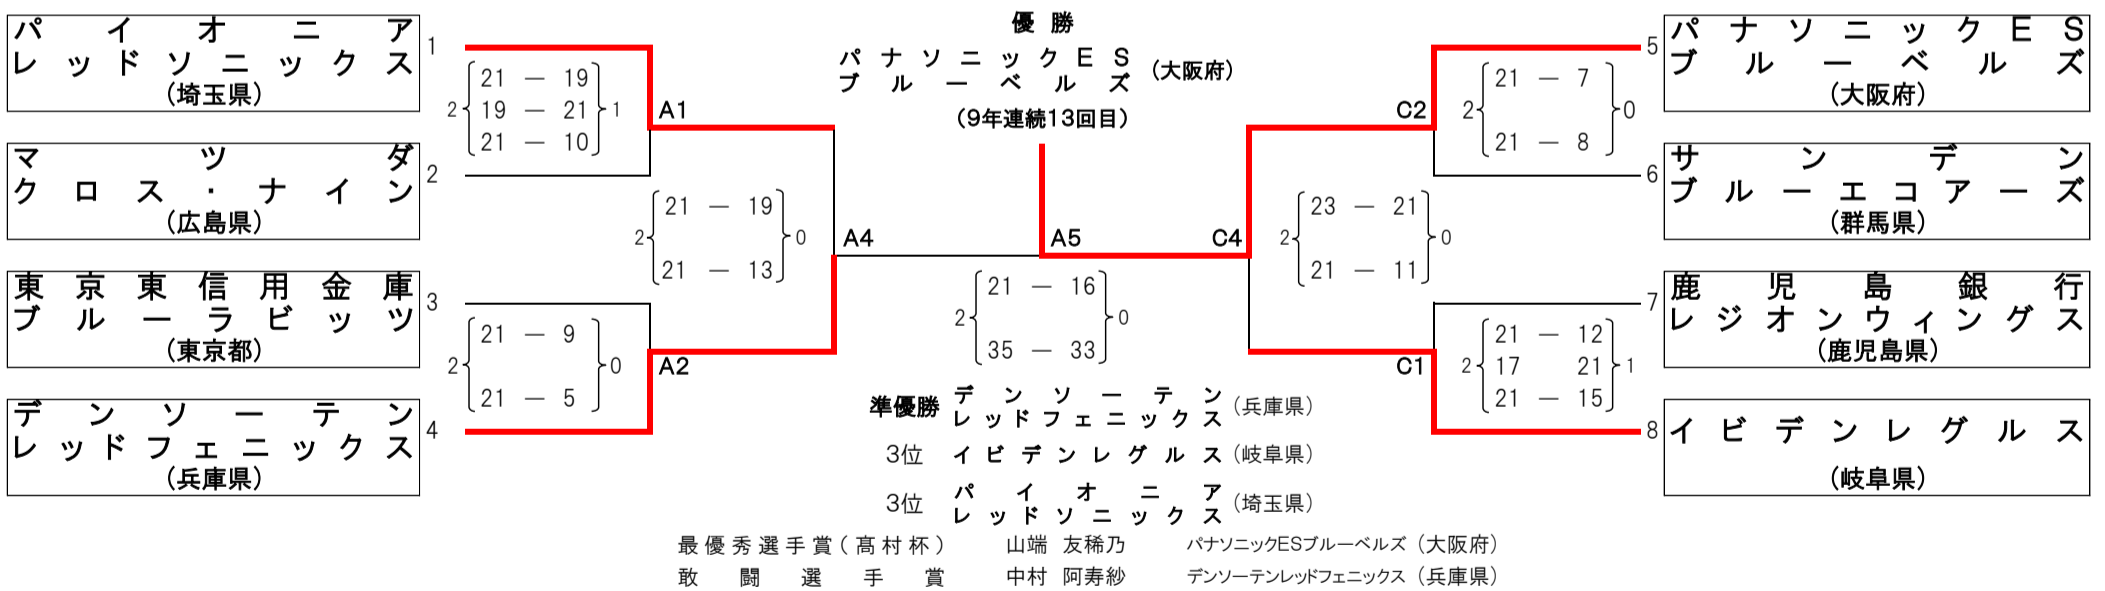 パイオニア
レッドソニックス
(埼玉県)
1
マツダ
クロス・ナイン
(広島県)
2
東京東信用金庫
ブルーラビッツ
(東京都)
3
デンソーテン
レッドフェニックス
(兵庫県)
4
2 21 — 19 1
19 — 21
21 — 10
A1
2 21 — 9 0
21 — 5
A2
2 21 — 19 0
21 — 13
A4
優勝
パナソニックES
ブルーベルズ
(大阪府)
(9年連続13回目)
A5
2 21 — 16 0
35 — 33
C4
2 23 — 21 0
21 — 11
C2
2 21 — 7 0
21 — 8
C1
2 21 — 12 1
17 21
21 — 15
5
パナソニックES
ブルーベルズ
(大阪府)
6
サンデン
ブルーエコアーズ
(群馬県)
7
鹿児島銀行
レジオンウィングス
(鹿児島県)
8
イビデンレグルス
(岐阜県)
準優勝 デンソーテン
レッドフェニックス (兵庫県)
3位 イビデンレグルス (岐阜県)
3位 パイオニア
レッドソニックス (埼玉県)
最優秀選手賞(髙村杯) 山端 友稀乃 パナソニックESブルーベルズ (大阪府)
敢闘選手賞 中村 阿寿紗 デンソーテンレッドフェニックス (兵庫県)